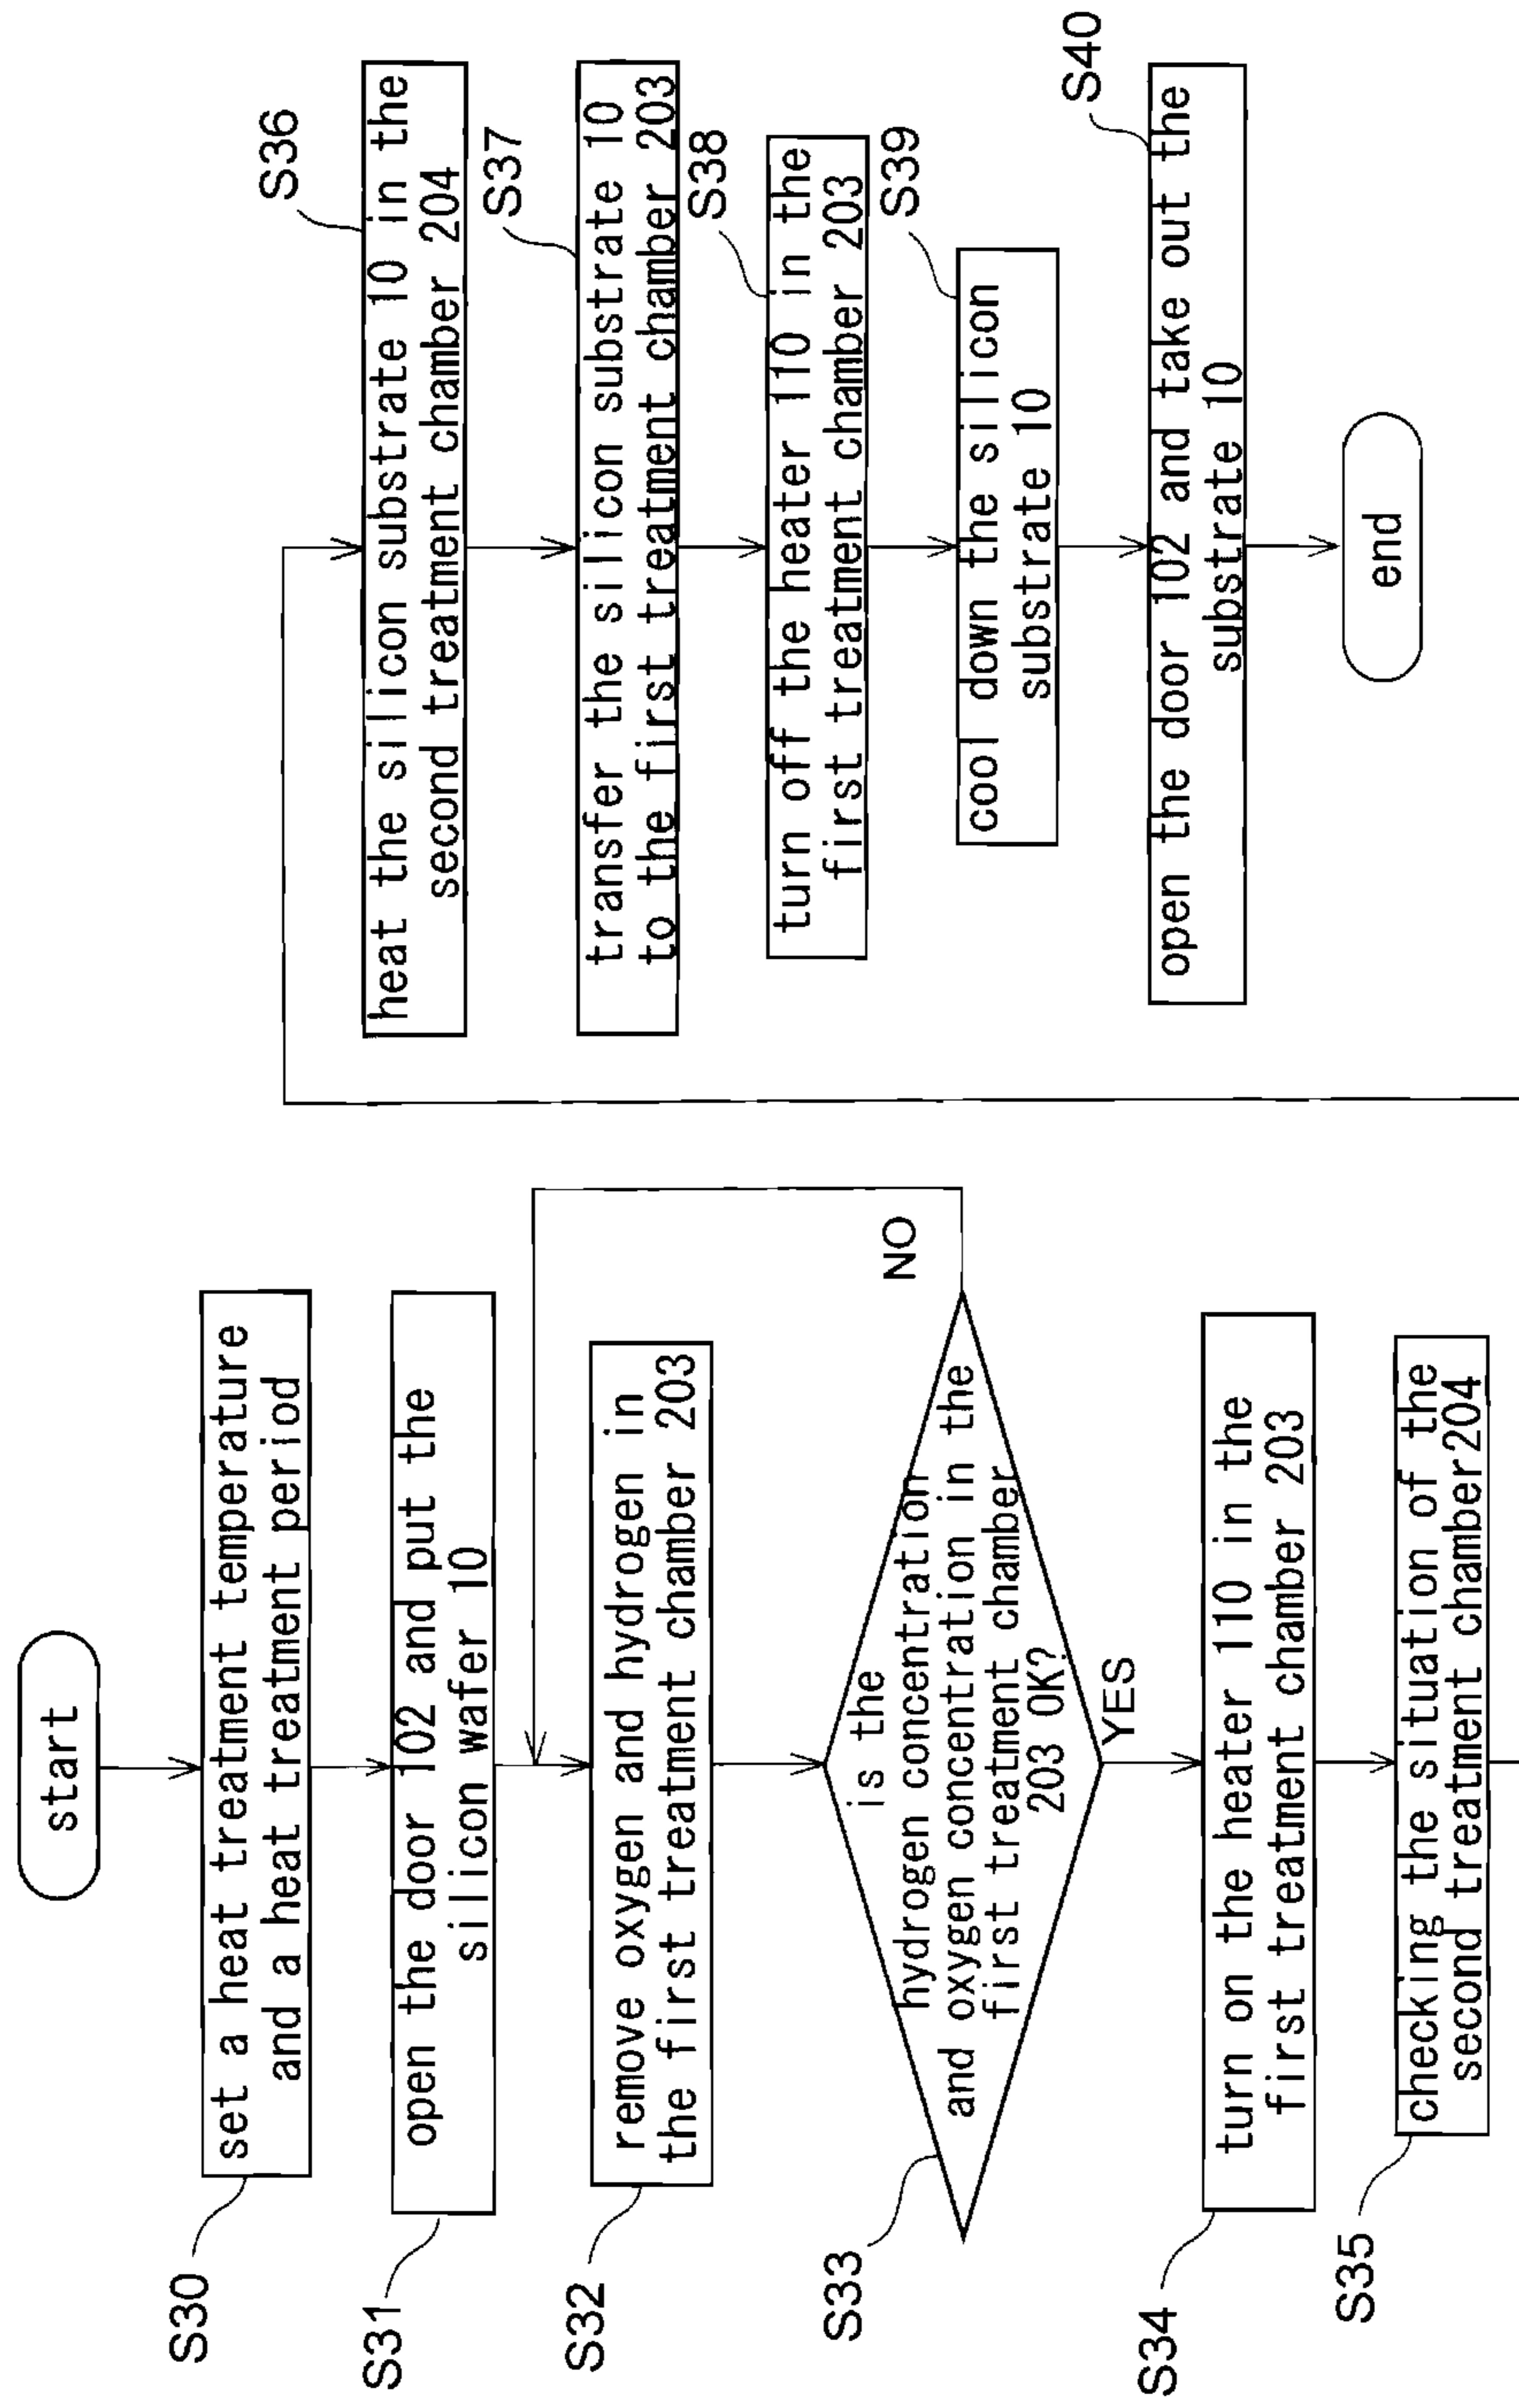 start
S30
set a heat treatment temperature
and a heat treatment period
S31
open the door 102 and put the
silicon wafer 10
S32
remove oxygen and hydrogen in
the first treatment chamber 203
S33
is the
hydrogen concentration
and oxygen concentration in the
first treatment chamber
203 OK?
NO
YES
S34
turn on the heater 110 in the
first treatment chamber 203
S35
checking the situation of the
second treatment chamber204
S36
heat the silicon substrate 10 in the
second treatment chamber 204
S37
transfer the silicon substrate 10
to the first treatment chamber 203
S38
turn off the heater 110 in the
first treatment chamber 203
S39
cool down the silicon
substrate 10
S40
open the door 102 and take out the
substrate 10
end